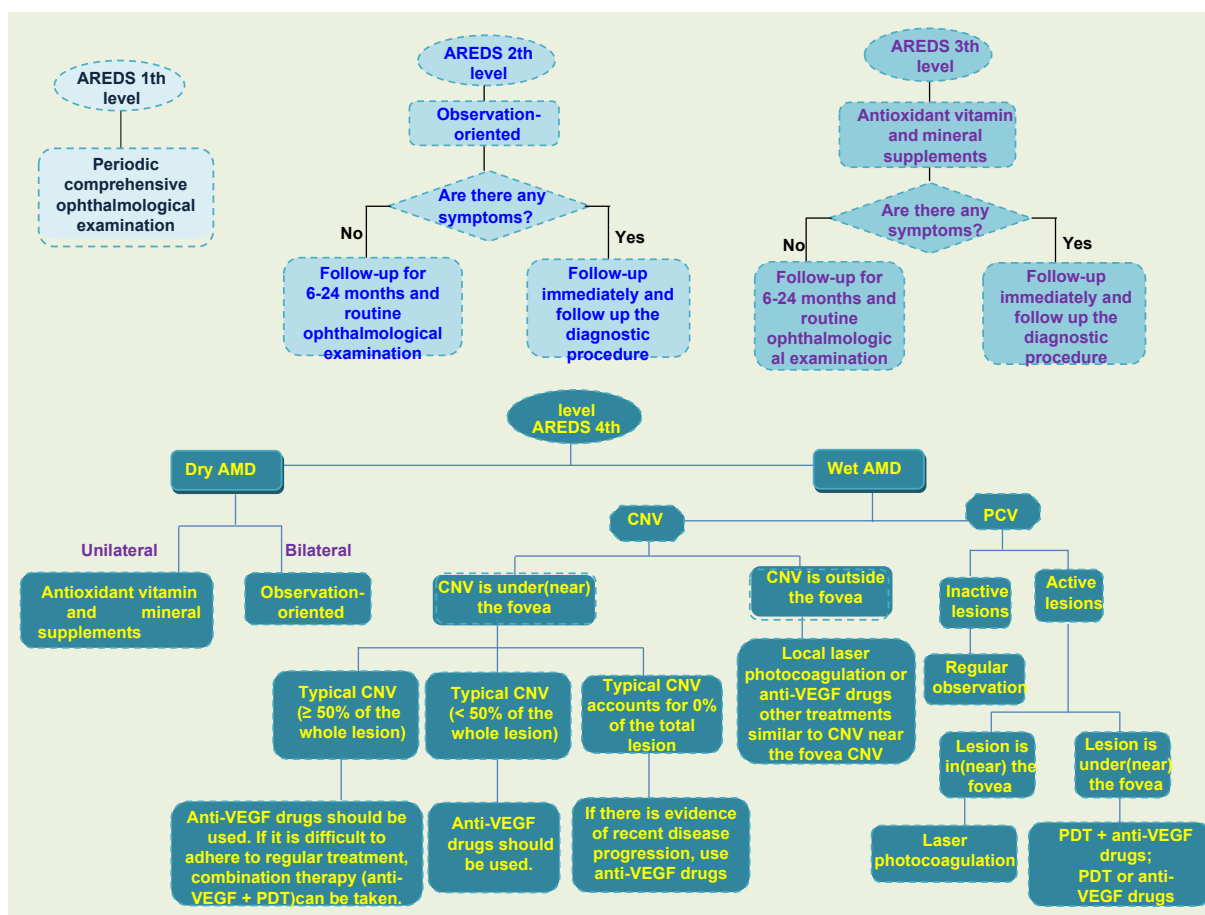 AREDS 1th
level
Periodic
comprehensive
ophthalmological
examination
AREDS 2th
level
Observation-
oriented
Are there any
symptoms?
No
Yes
Follow-up for
6-24 months and
routine
ophthalmological
examination
Follow-up
immediately and
follow up the
diagnostic
procedure
AREDS 3th
level
Antioxidant vitamin
and mineral
supplements
Are there any
symptoms?
No
Yes
Follow-up for
6-24 months and
routine
ophthalmologic
al examination
Follow-up
immediately and
follow up the
diagnostic
procedure
level
AREDS 4th
Dry AMD
Wet AMD
Unilateral
Bilateral
Antioxidant vitamin
and mineral
supplements
Observation-
oriented
CNV
PCV
CNV is under(near)
the fovea
CNV is outside
the fovea
Inactive
lesions
Active
lesions
Typical CNV
(≥ 50% of the
whole lesion)
Typical CNV
(< 50% of the
whole lesion)
Typical CNV
accounts for 0%
of the total
lesion
Local laser
photocoagulation or
anti-VEGF drugs
other treatments
similar to CNV near
the fovea CNV
Regular
observation
Lesion is
in(near) the
fovea
Lesion is
under(near)
the fovea
Anti-VEGF drugs should be
used. If it is difficult to
adhere to regular treatment,
combination therapy (anti-
VEGF + PDT)can be taken.
Anti-VEGF
drugs should
be used.
If there is evidence
of recent disease
progression, use
anti-VEGF drugs
Laser
photocoagulation
PDT + anti-VEGF
drugs;
PDT or anti-
VEGF drugs